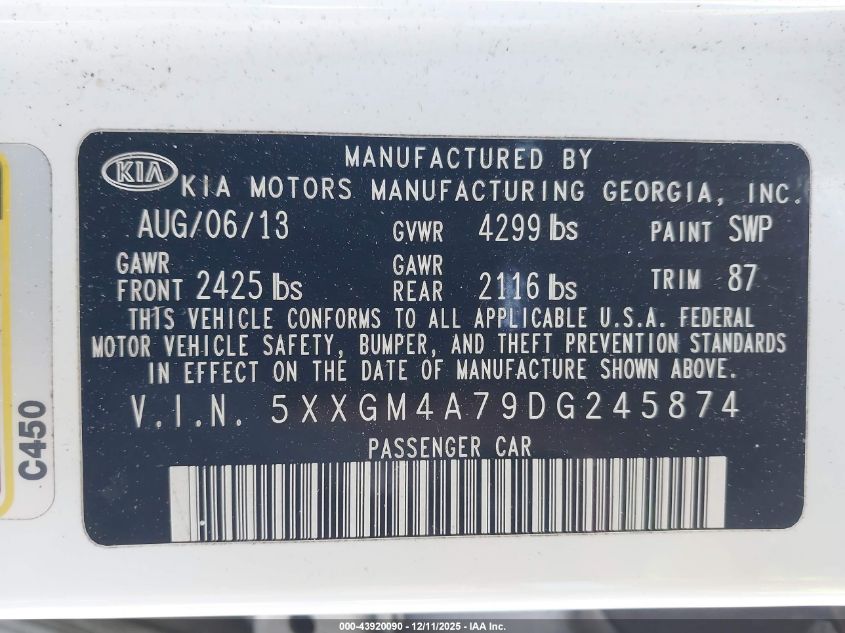 KIA
MANUFACTURED BY
KIA MOTORS MANUFACTURING GEORGIA, INC.
AUG/06/13 GVWR 4299 lbs PAINT SWP
GAWR FRONT 2425 lbs GAWR REAR 2116 lbs TRIM 87
THIS VEHICLE CONFORMS TO ALL APPLICABLE U.S.A. FEDERAL
MOTOR VEHICLE SAFETY, BUMPER, AND THEFT PREVENTION STANDARDS
IN EFFECT ON THE DATE OF MANUFACTURE SHOWN ABOVE.
V.I.N. 5XXGM4A79DG245874
PASSENGER CAR
C450
000-43920090 - 12/11/2025 - IAA Inc.